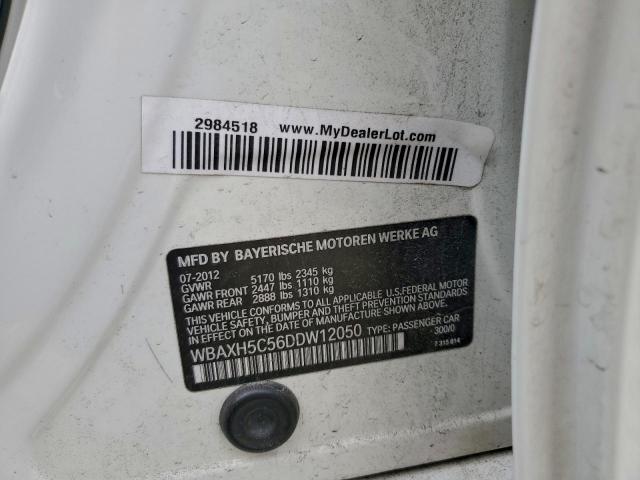 2984518 www.MyDealerLot.com
MFD BY BAYERISCHE MOTOREN WERKE AG
07-2012
GVWR 5170 lbs 2345 kg
GAWR FRONT 2447 lbs 1110 kg
GAWR REAR 2888 lbs 1310 kg
THIS VEHICLE CONFORMS TO ALL APPLICABLE U.S.FEDERAL MOTOR
VEHICLE SAFETY, BUMPER, AND THEFT PREVENTION STANDARDS
IN EFFECT ON THE DATE OF MANUFACTURE SHOWN ABOVE.
WBAXH5C56DDW12050 TYPE: PASSENGER CAR
300/0
7 315 614